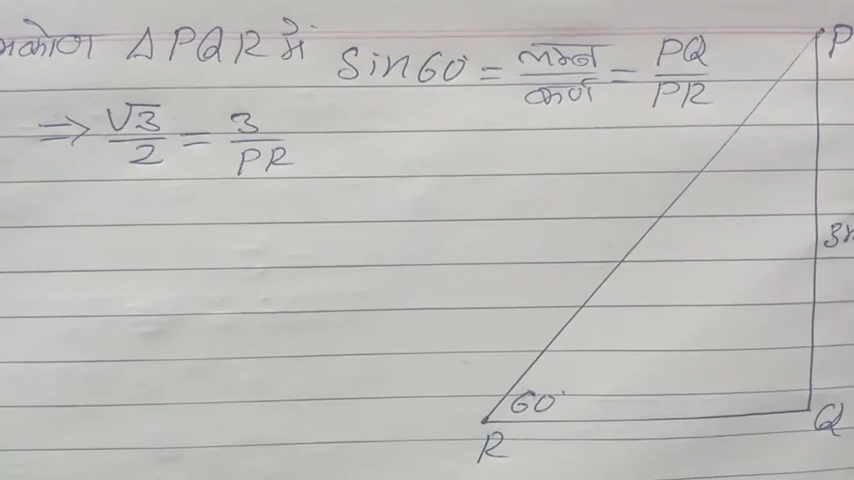 Δ PQR में Sin60° = लम्ब/कर्ण = PQ/PR
⇒ √3/2 = 3/PR
P
60°
R
Q